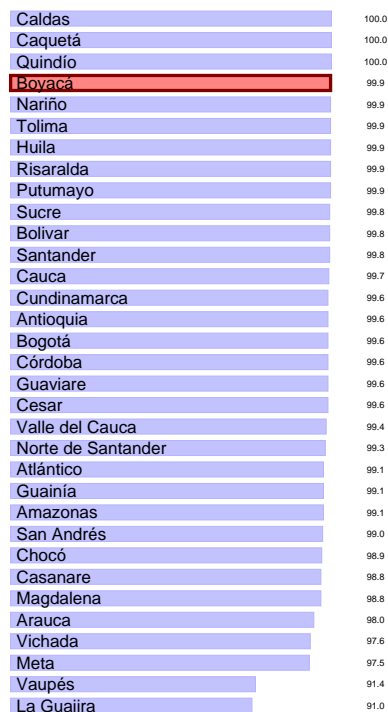 Caldas 100.0
Caquetá 100.0
Quindío 100.0
Boyacá 99.9
Nariño 99.9
Tolima 99.9
Huila 99.9
Risaralda 99.9
Putumayo 99.9
Sucre 99.8
Bolivar 99.8
Santander 99.8
Cauca 99.7
Cundinamarca 99.6
Antioquia 99.6
Bogotá 99.6
Córdoba 99.6
Guaviare 99.6
Cesar 99.6
Valle del Cauca 99.4
Norte de Santander 99.3
Atlántico 99.1
Guainía 99.1
Amazonas 99.1
San Andrés 99.0
Chocó 98.9
Casanare 98.8
Magdalena 98.8
Arauca 98.0
Vichada 97.6
Meta 97.5
Vaupés 91.4
La Guajira 91.0